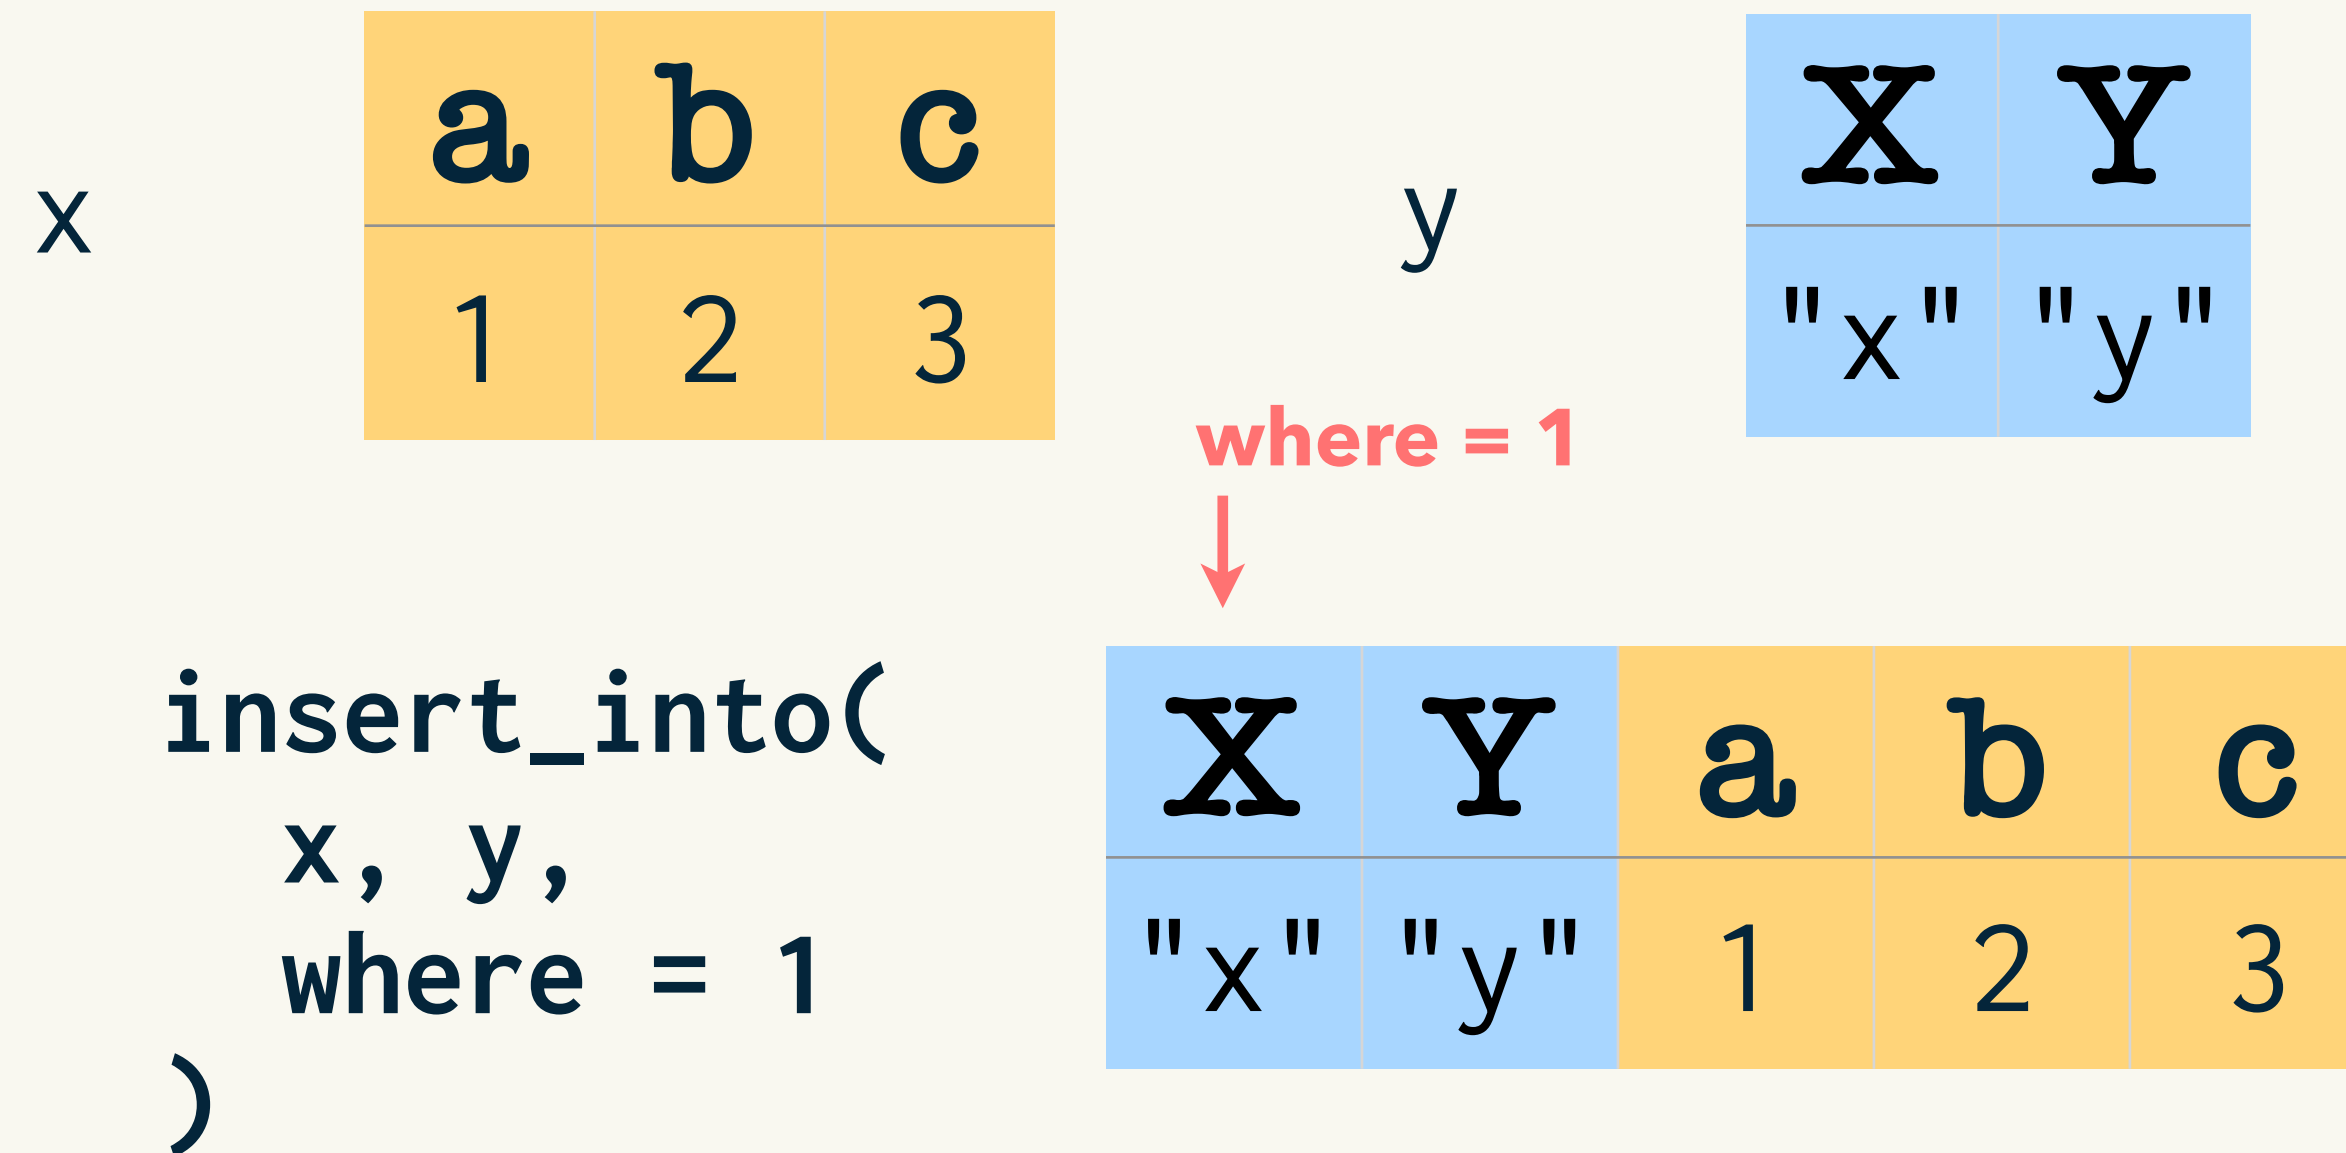 x
a b c
1 2 3
y
X Y
"x" "y"
where = 1
insert_into(
x, y,
where = 1
)
X Y a b c
"x" "y" 1 2 3